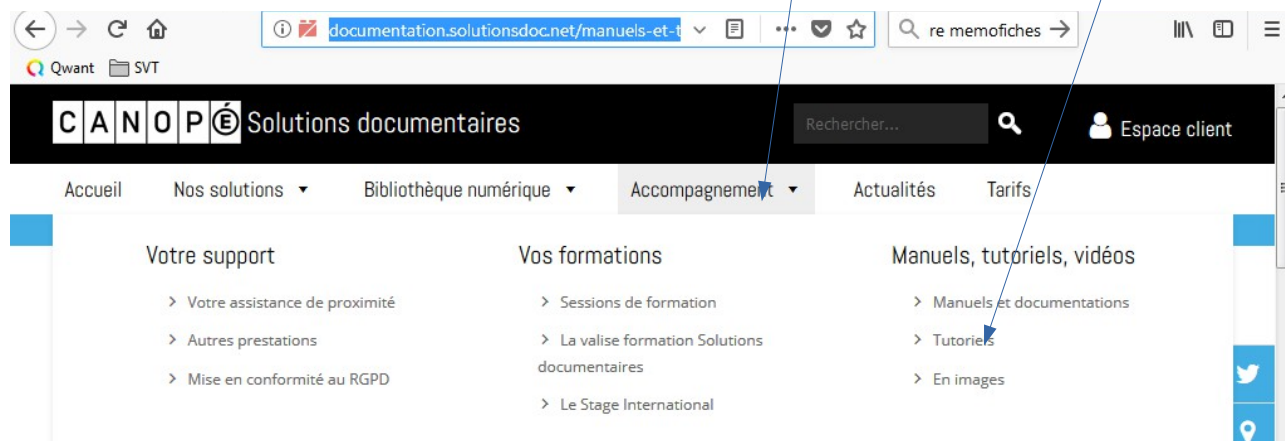 documentation.solutionsdoc.net/manuels-et-t
re memofiches
Qwant SVT
CANOPÉ Solutions documentaires Rechercher... Espace client
Accueil Nos solutions Bibliothèque numérique Accompagnement Actualités Tarifs
Votre support Vos formations Manuels, tutoriels, vidéos
> Votre assistance de proximité > Sessions de formation > Manuels et documentations
> Autres prestations > La valise formation Solutions > Tutoriels
documentaires
> Mise en conformité au RGPD > En images
> Le Stage International